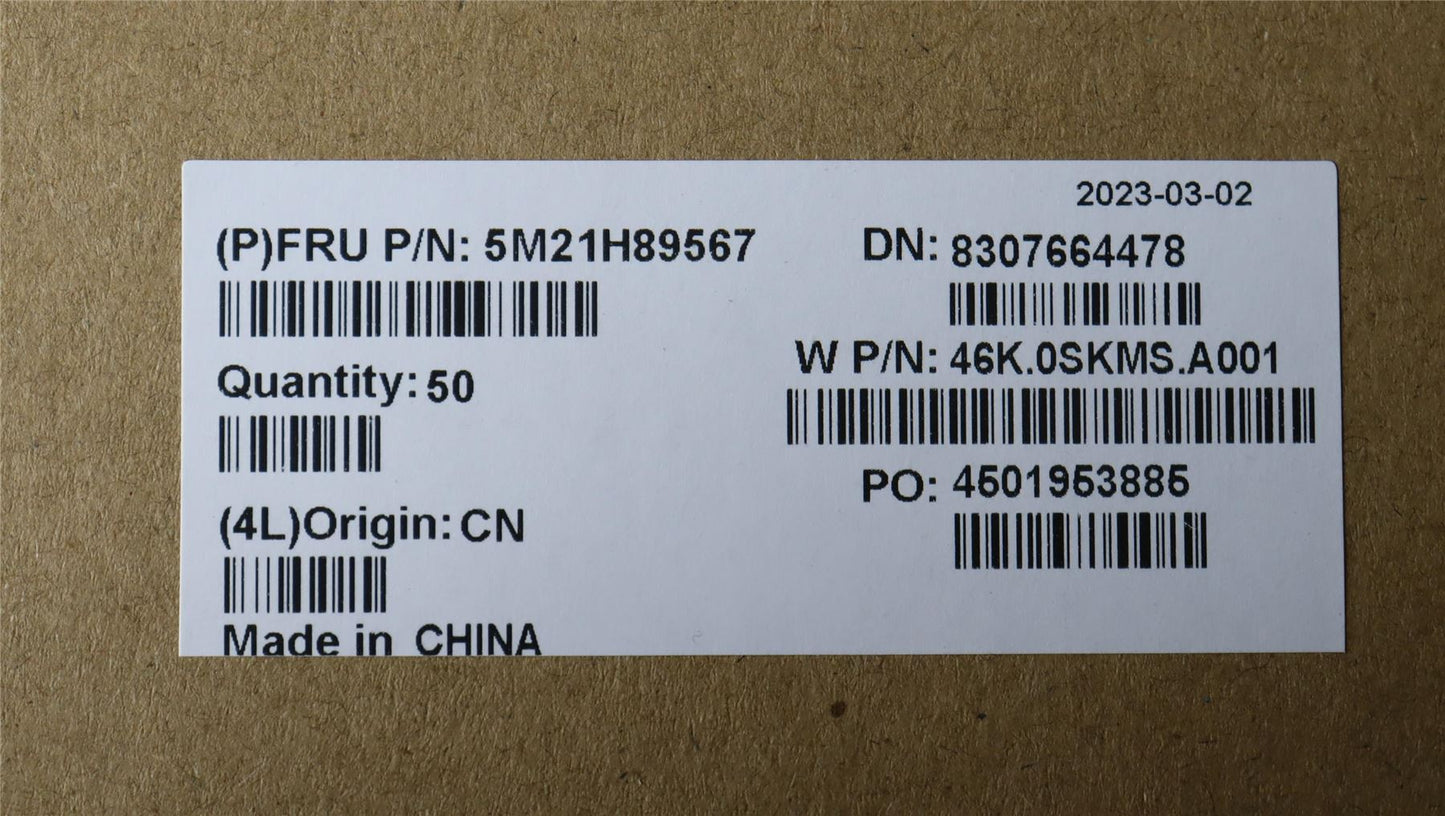 2023-03-02
(P)FRU P/N: 5M21H89567
DN: 8307664478
W P/N: 46K.0SKMS.A001
Quantity: 50
PO: 4501953885
(4L)Origin: CN
Made in CHINA